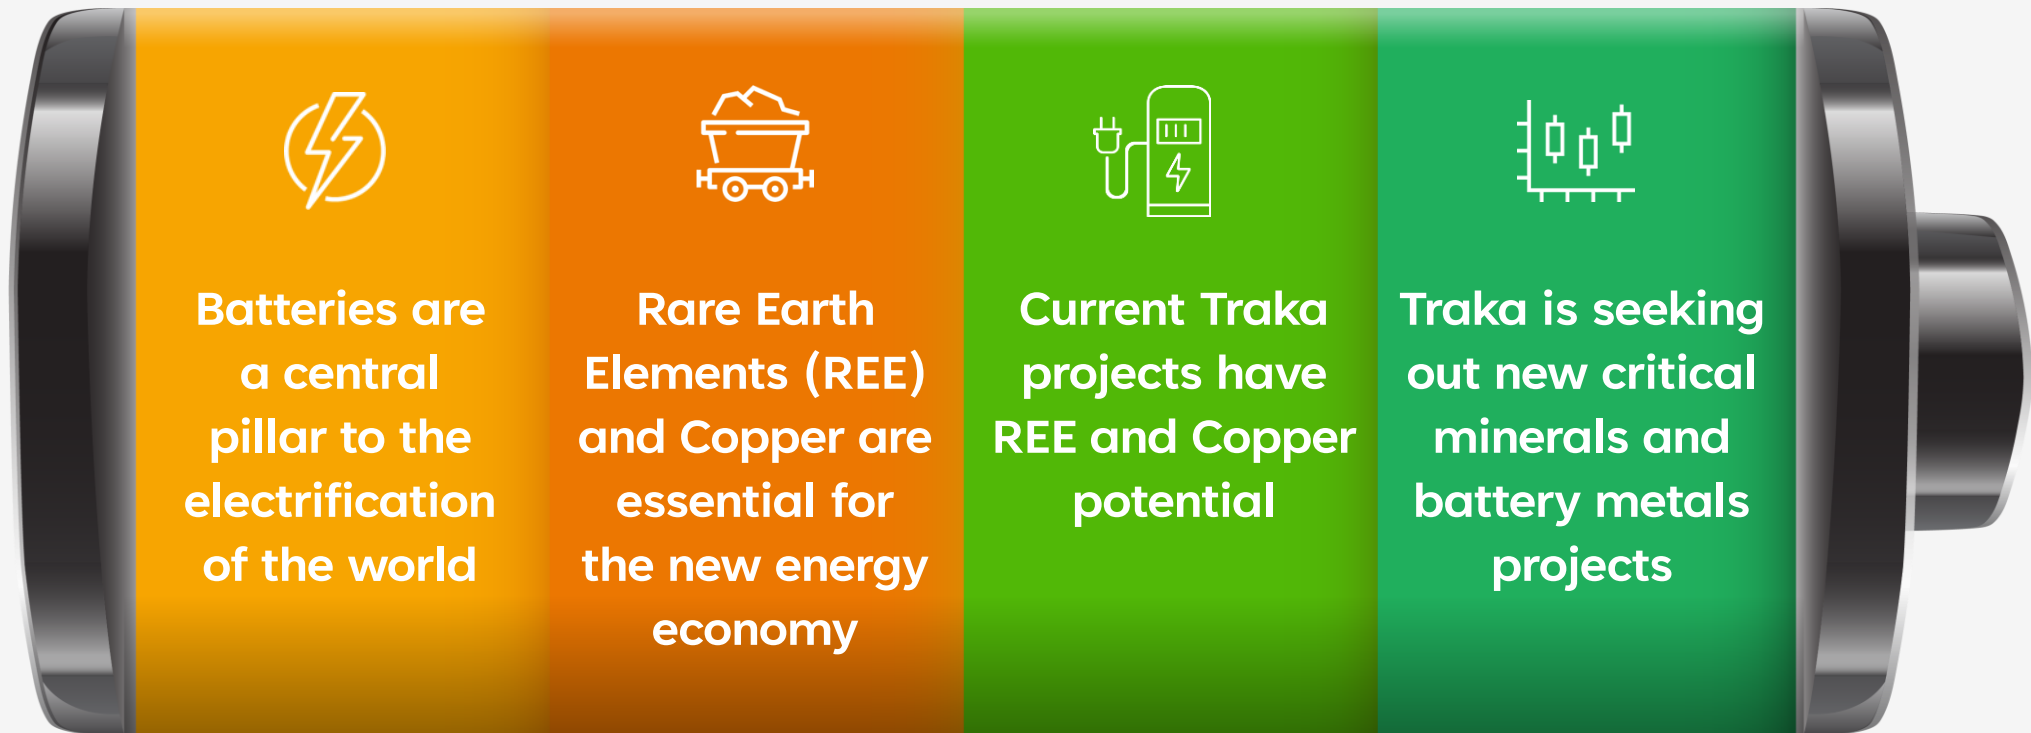 Batteries are
a central
pillar to the
electrification
of the world
Rare Earth
Elements (REE)
and Copper are
essential for
the new energy
economy
Current Traka
projects have
REE and Copper
potential
Traka is seeking
out new critical
minerals and
battery metals
projects